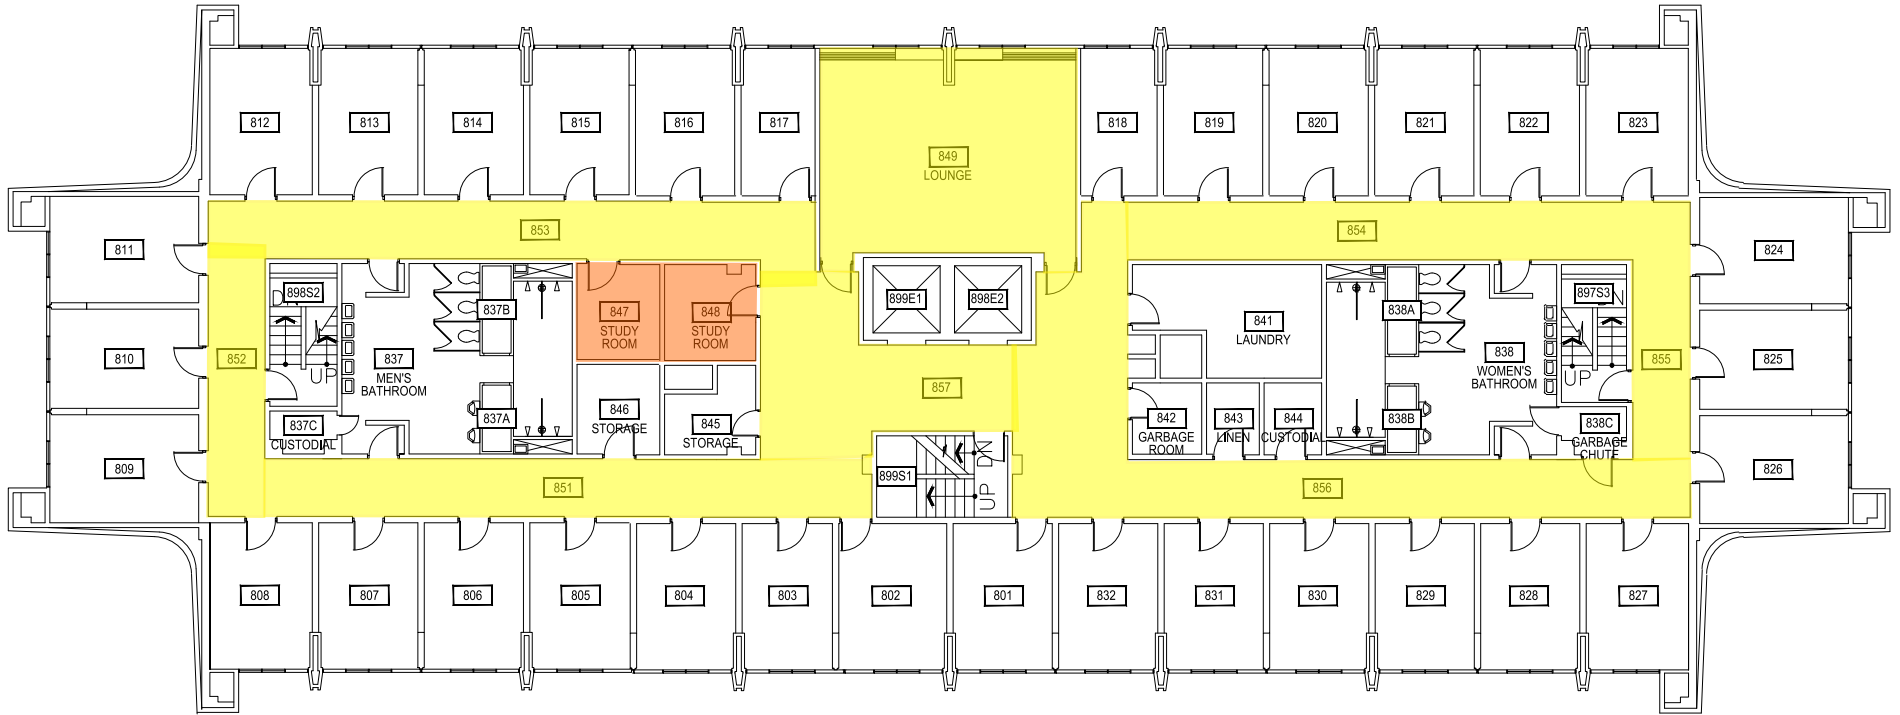 812
813
814
815
816
817
849
LOUNGE
818
819
820
821
822
823
811
853
854
824
898S2
DN
UP
837B
847
STUDY
ROOM
848
STUDY
ROOM
899E1
898E2
841
LAUNDRY
838A
897S3
DN
UP
810
852
837
MEN'S
BATHROOM
857
838
WOMEN'S
BATHROOM
855
825
837C
CUSTODIAL
837A
846
STORAGE
845
STORAGE
842
GARBAGE
ROOM
843
LINEN
844
CUSTODIAL
838B
838C
GARBAGE
CHUTE
809
851
899S1
UP
DN
856
826
808
807
806
805
804
803
802
801
832
831
830
829
828
827